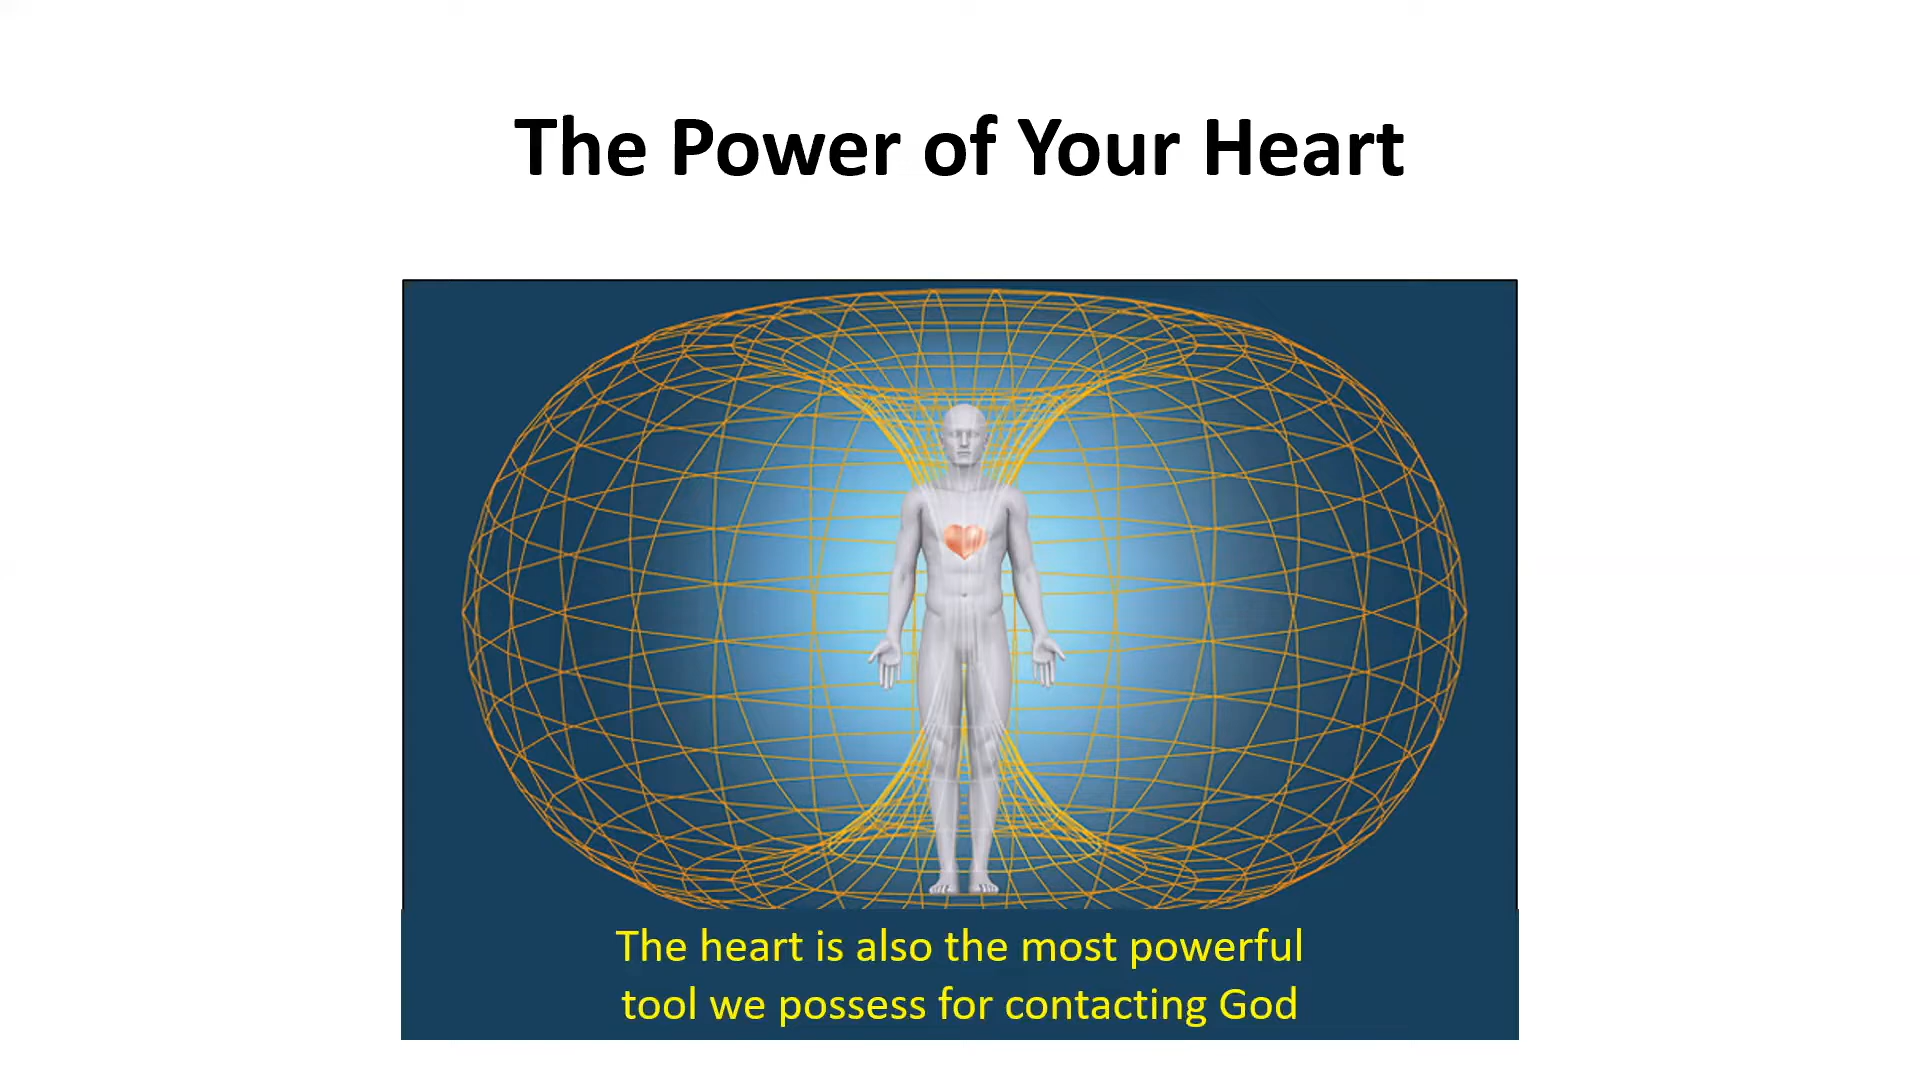 The Power of Your Heart
The heart is also the most powerful
tool we possess for contacting God